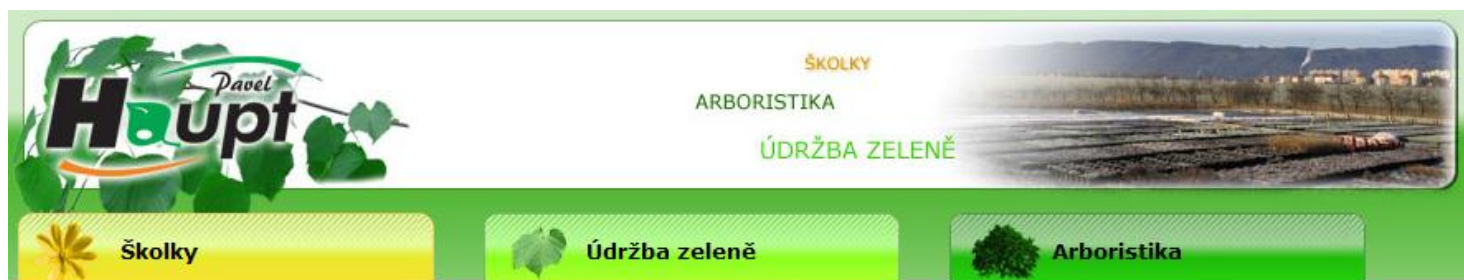 Pavel
Haupt
ŠKOLKY
ARBORISTIKA
ÚDRŽBA ZELENĚ
Školky
Údržba zeleně
Arboristika